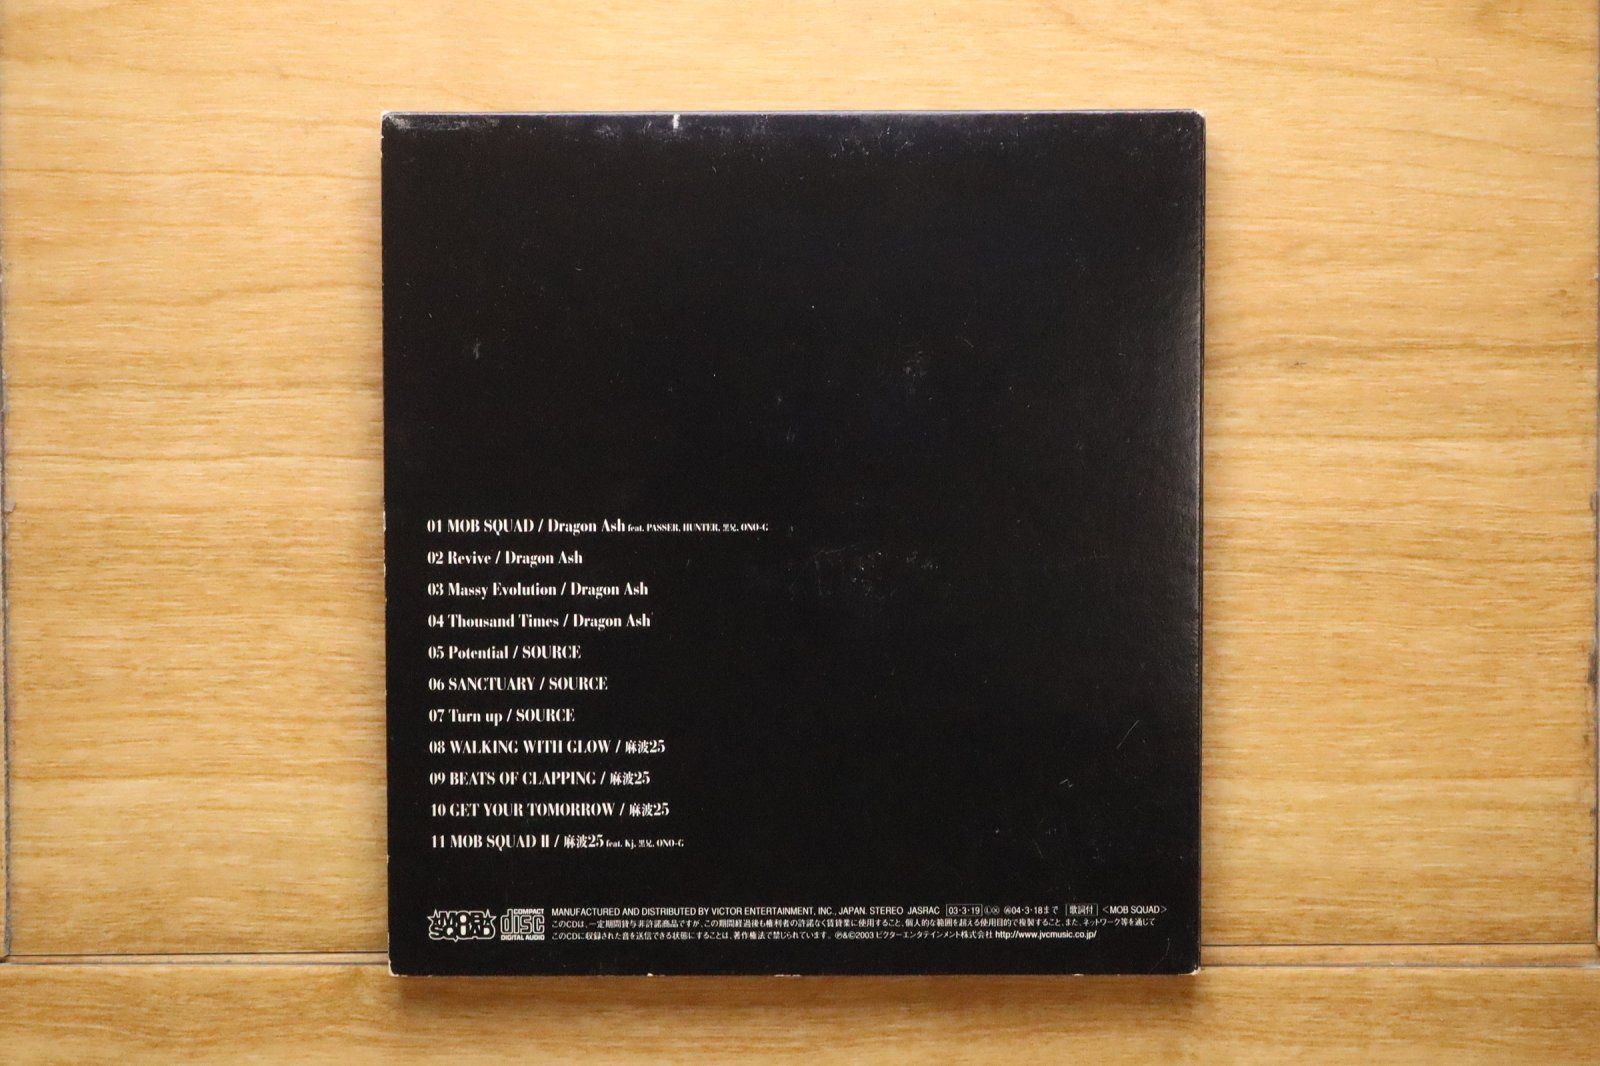 01 MOB SQUAD / Dragon Ash feat. PASSER, HUNTER, 黒兄, ONO-G
02 Revive / Dragon Ash
03 Massy Evolution / Dragon Ash
04 Thousand Times / Dragon Ash
05 Potential / SOURCE
06 SANCTUARY / SOURCE
07 Turn up / SOURCE
08 WALKING WITH GLOW / 麻波25
09 BEATS OF CLAPPING / 麻波25
10 GET YOUR TOMORROW / 麻波25
11 MOB SQUAD II / 麻波25 feat. Kj, 黒兄, ONO-G
MOB SQUAD
COMPACT disc DIGITAL AUDIO
MANUFACTURED AND DISTRIBUTED BY VICTOR ENTERTAINMENT, INC., JAPAN. STEREO JASRAC 03·3·19 Ⓛ Ⓧ 04·3·18まで 歌詞付 <MOB SQUAD>
このCDは、一定期間貸与非許諾商品ですが、この期間経過後も権利者の許諾なく賃貸業に使用すること、個人的な範囲を超える使用目的で複製すること、また、ネットワーク等を通じて
このCDに収録された音を送信できる状態にすることは、著作権法で禁じられています。 ℗&©2003 ビクターエンタテインメント株式会社 http://www.jvcmusic.co.jp/